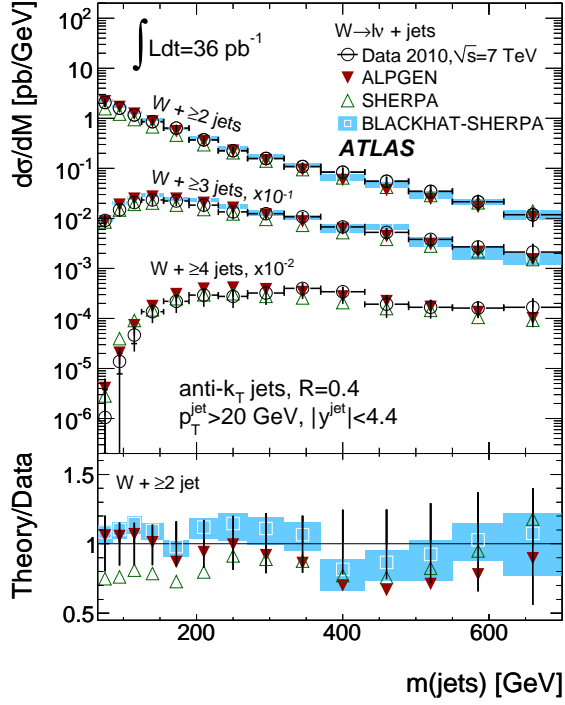 dσ/dM [pb/GeV]
10²
10
1
10⁻¹
10⁻²
10⁻³
10⁻⁴
10⁻⁵
10⁻⁶
∫ Ldt=36 pb⁻¹
W→lν + jets
Data 2010,√s=7 TeV
ALPGEN
SHERPA
BLACKHAT-SHERPA
ATLAS
W + ≥2 jets
W + ≥3 jets, x10⁻¹
W + ≥4 jets, x10⁻²
anti-k_T jets, R=0.4
p_T^jet>20 GeV, |y^jet|<4.4
Theory/Data
1.5
1
0.5
W + ≥2 jet
200 400 600
m(jets) [GeV]